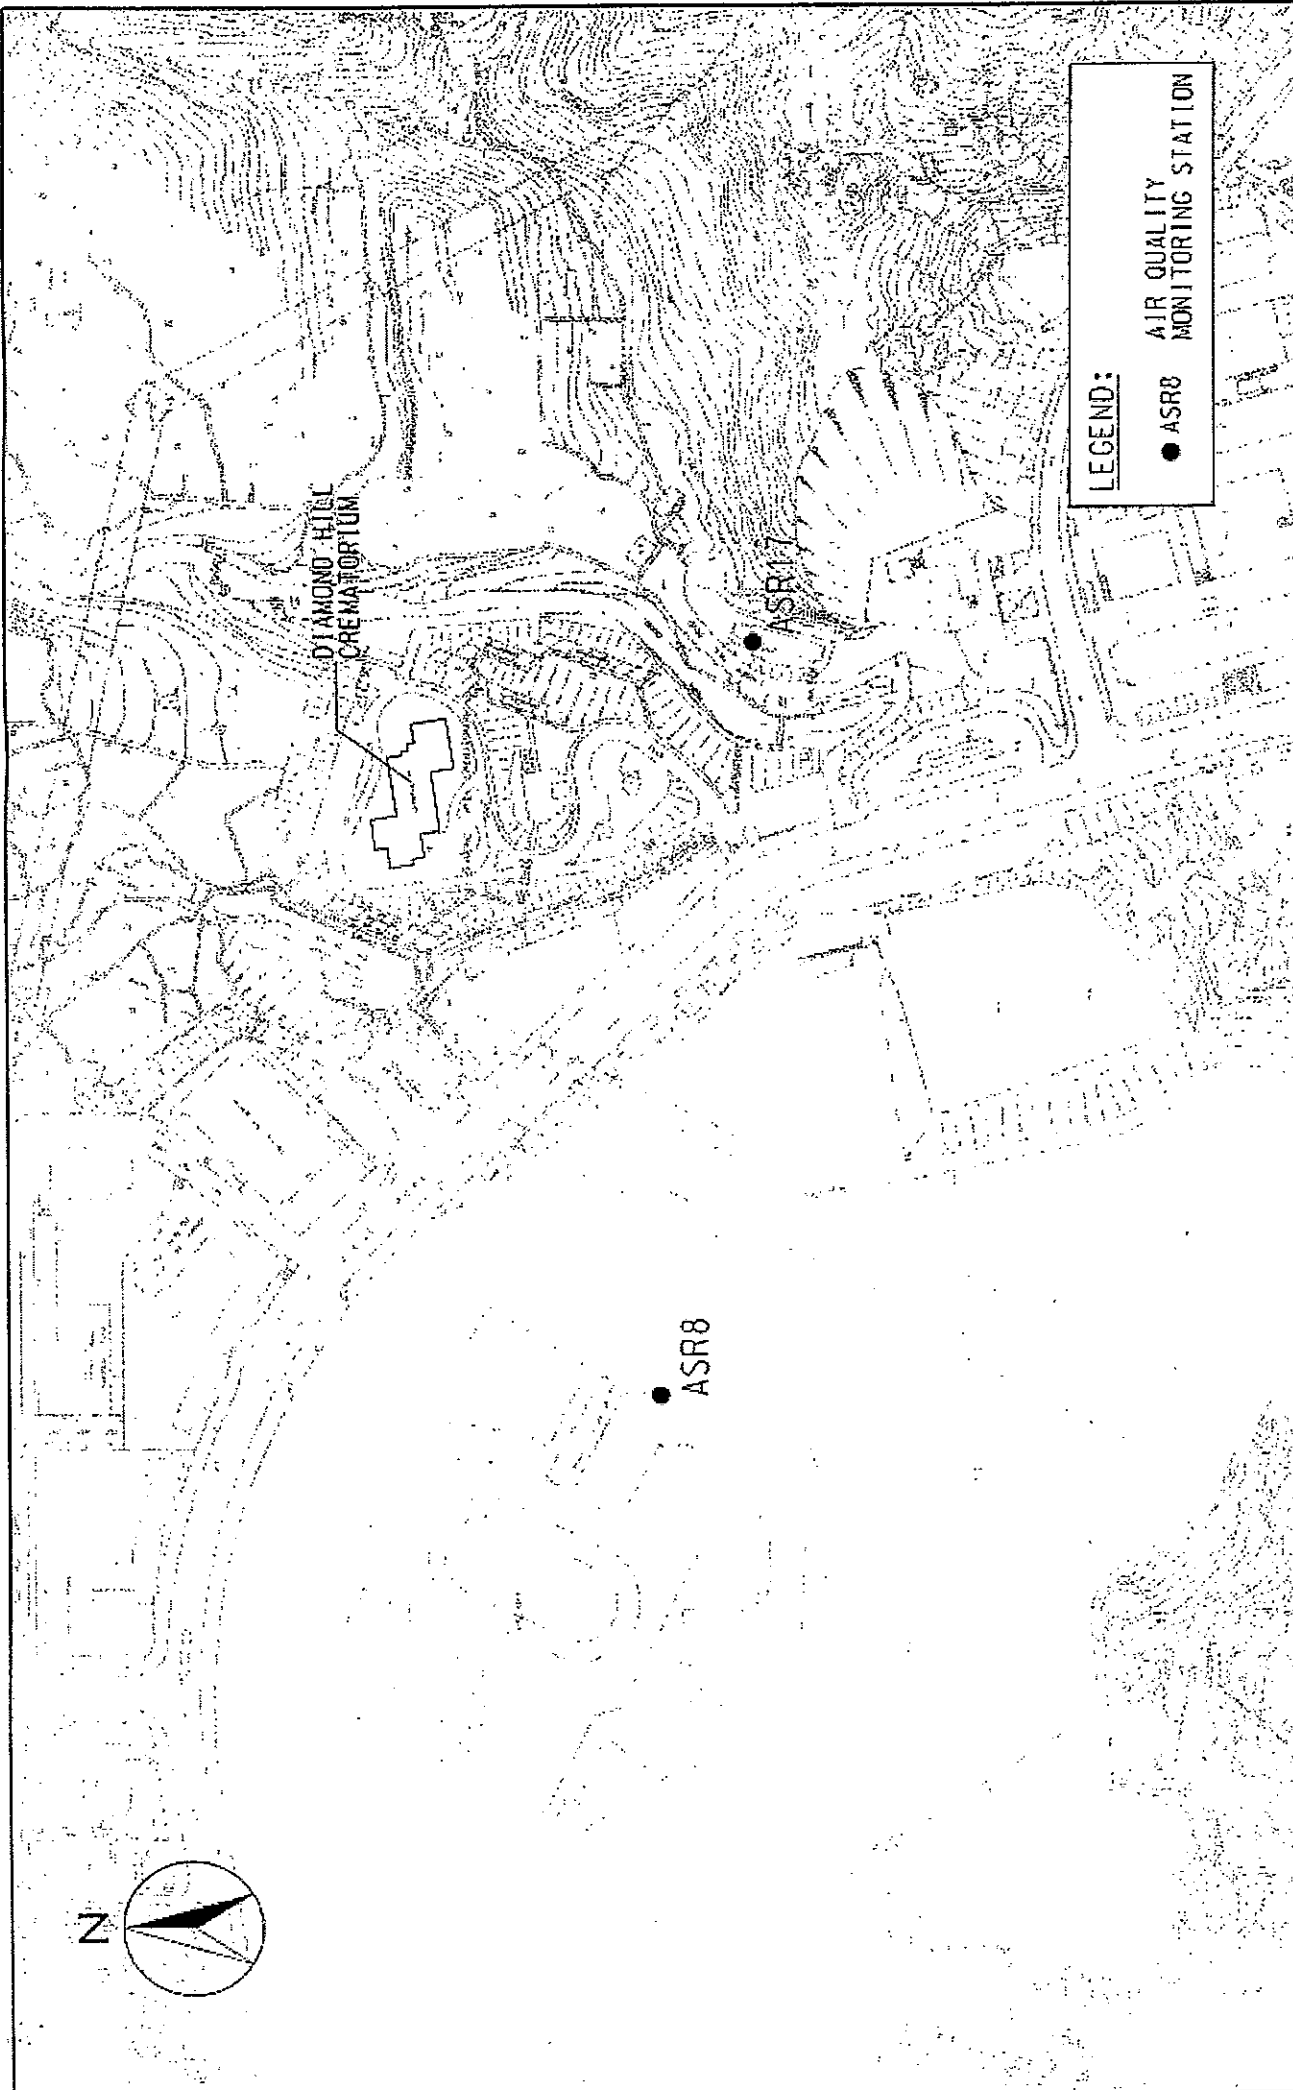 DIAMOND HILL
CREMATORIUM
ASR17
ASR8
LEGEND:
● ASR8 AIR QUALITY
MONITORING STATION
N